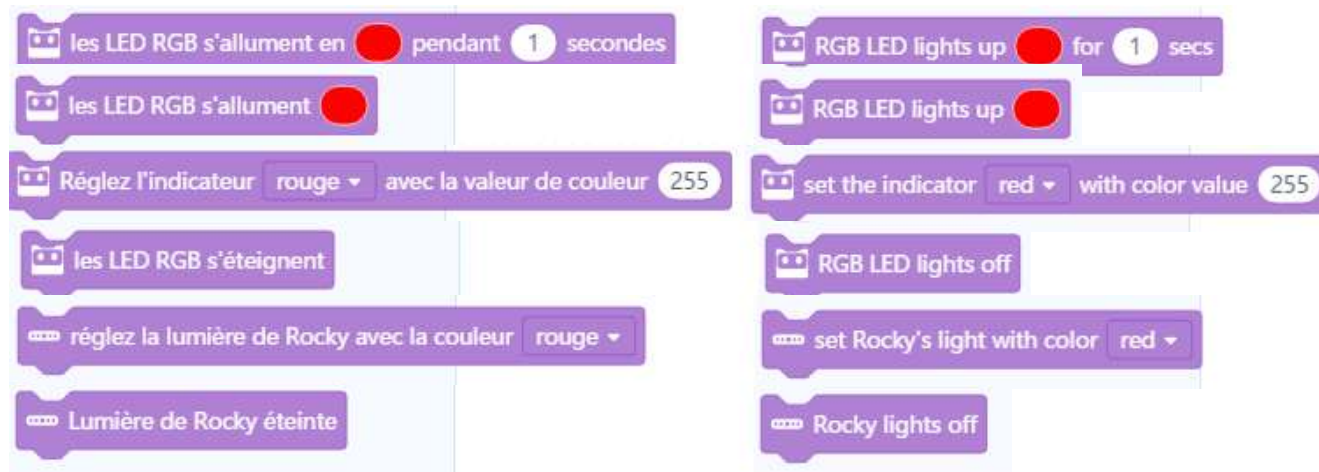 les LED RGB s'allument en pendant 1 secondes
RGB LED lights up for 1 secs
les LED RGB s'allument
RGB LED lights up
Réglez l'indicateur rouge avec la valeur de couleur 255
set the indicator red with color value 255
les LED RGB s'éteignent
RGB LED lights off
réglez la lumière de Rocky avec la couleur rouge
set Rocky's light with color red
Lumière de Rocky éteinte
Rocky lights off